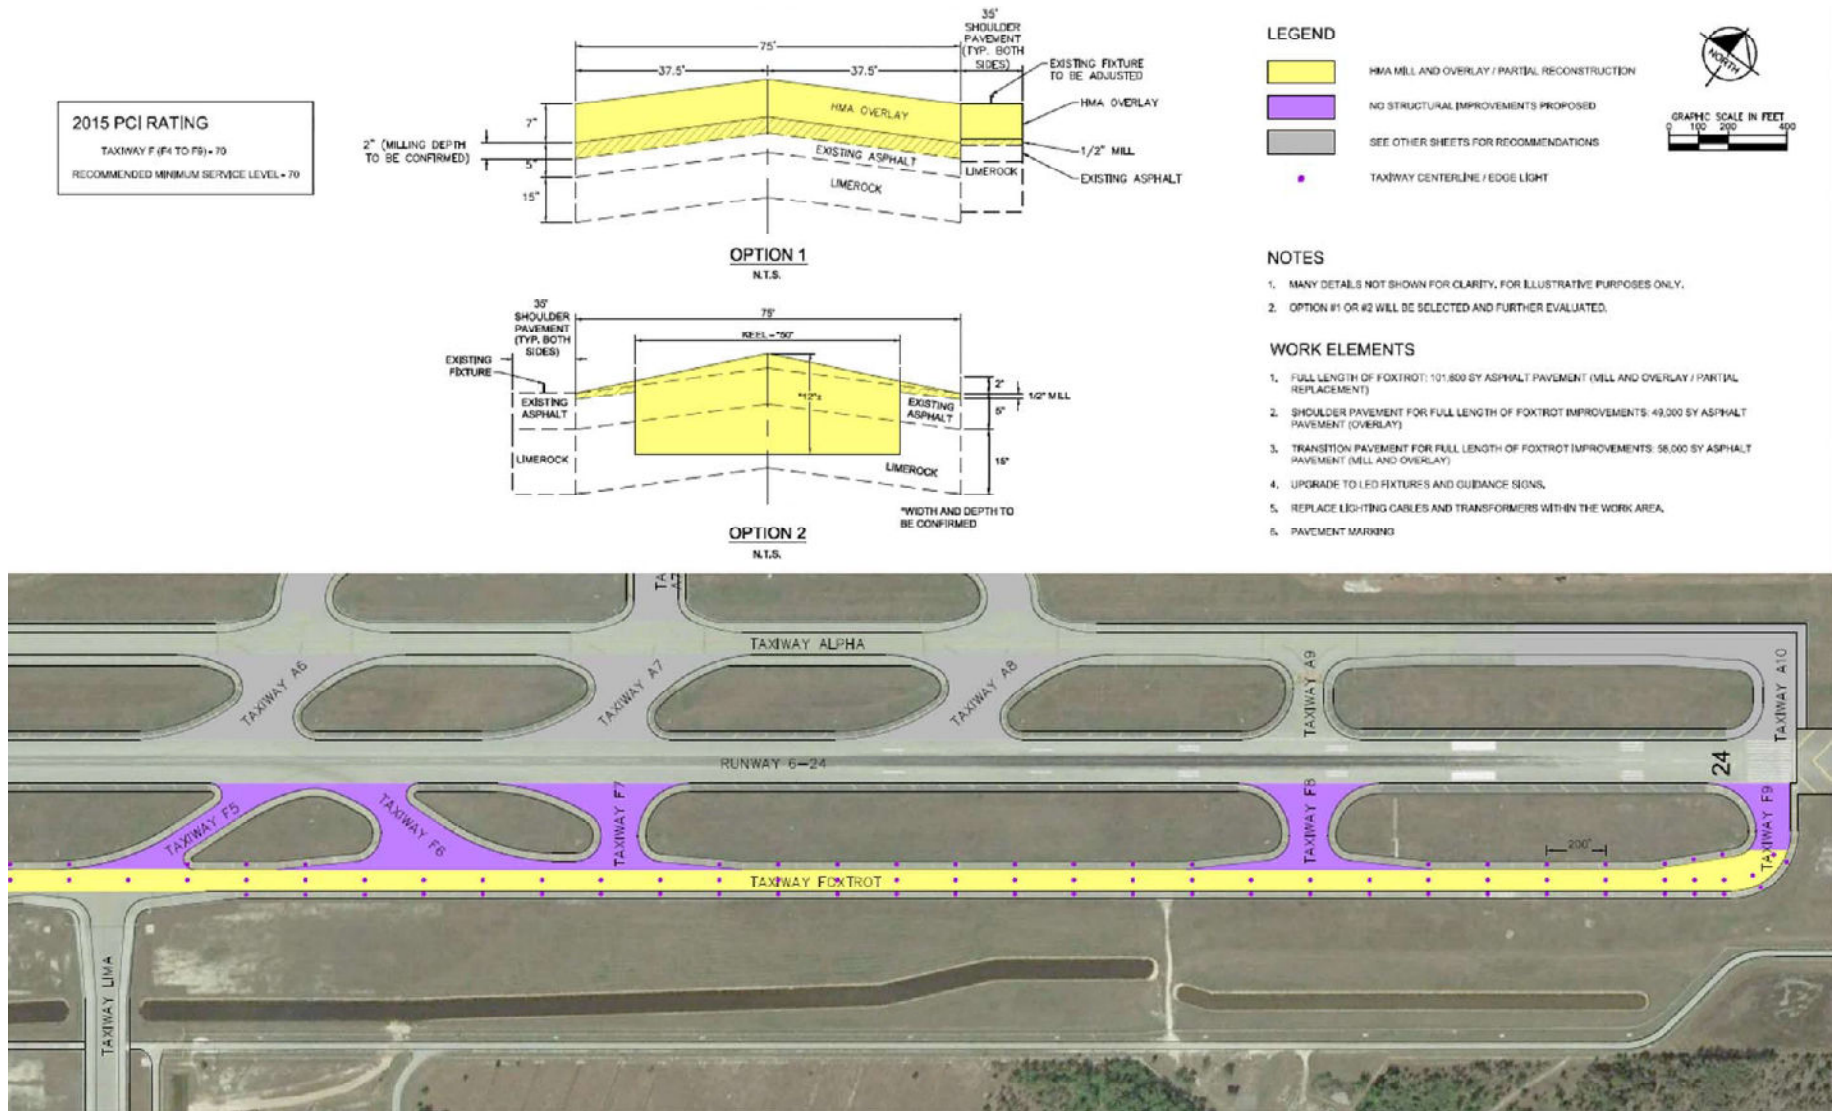 2015 PCI RATING
TAXIWAY F (F4 TO F9) - 70
RECOMMENDED MINIMUM SERVICE LEVEL - 70
75'
37.5'
37.5'
35'
SHOULDER
PAVEMENT
(TYP. BOTH
SIDES)
EXISTING FIXTURE
TO BE ADJUSTED
HMA OVERLAY
HMA OVERLAY
7"
2" (MILLING DEPTH
TO BE CONFIRMED)
5"
15"
EXISTING ASPHALT
LIMEROCK
1/2" MILL
LIMEROCK
EXISTING ASPHALT
OPTION 1
N.T.S.
35'
SHOULDER
PAVEMENT
(TYP. BOTH
SIDES)
75'
KEEL - *50'
EXISTING
FIXTURE
EXISTING
ASPHALT
LIMEROCK
*12"±
2"
1/2" MILL
EXISTING
ASPHALT
15"
LIMEROCK
*WIDTH AND DEPTH TO
BE CONFIRMED
OPTION 2
N.T.S.
LEGEND
HMA MILL AND OVERLAY / PARTIAL RECONSTRUCTION
NO STRUCTURAL IMPROVEMENTS PROPOSED
SEE OTHER SHEETS FOR RECOMMENDATIONS
TAXIWAY CENTERLINE / EDGE LIGHT
NORTH
GRAPHIC SCALE IN FEET
0 100 200 400
NOTES
1. MANY DETAILS NOT SHOWN FOR CLARITY. FOR ILLUSTRATIVE PURPOSES ONLY.
2. OPTION #1 OR #2 WILL BE SELECTED AND FURTHER EVALUATED.
WORK ELEMENTS
1. FULL LENGTH OF FOXTROT: 101,600 SY ASPHALT PAVEMENT (MILL AND OVERLAY / PARTIAL
REPLACEMENT)
2. SHOULDER PAVEMENT FOR FULL LENGTH OF FOXTROT IMPROVEMENTS: 49,000 SY ASPHALT
PAVEMENT (OVERLAY)
3. TRANSITION PAVEMENT FOR FULL LENGTH OF FOXTROT IMPROVEMENTS: 58,000 SY ASPHALT
PAVEMENT (MILL AND OVERLAY)
4. UPGRADE TO LED FIXTURES AND GUIDANCE SIGNS.
5. REPLACE LIGHTING CABLES AND TRANSFORMERS WITHIN THE WORK AREA.
6. PAVEMENT MARKING
TAXIWAY ALPHA
TAXIWAY A6
TAXIWAY A7
TAXIWAY A8
TAXIWAY A9
TAXIWAY A10
RUNWAY 6-24
24
TAXIWAY F5
TAXIWAY F6
TAXIWAY F7
TAXIWAY F8
TAXIWAY F9
200'
TAXIWAY FOXTROT
TAXIWAY LIMA